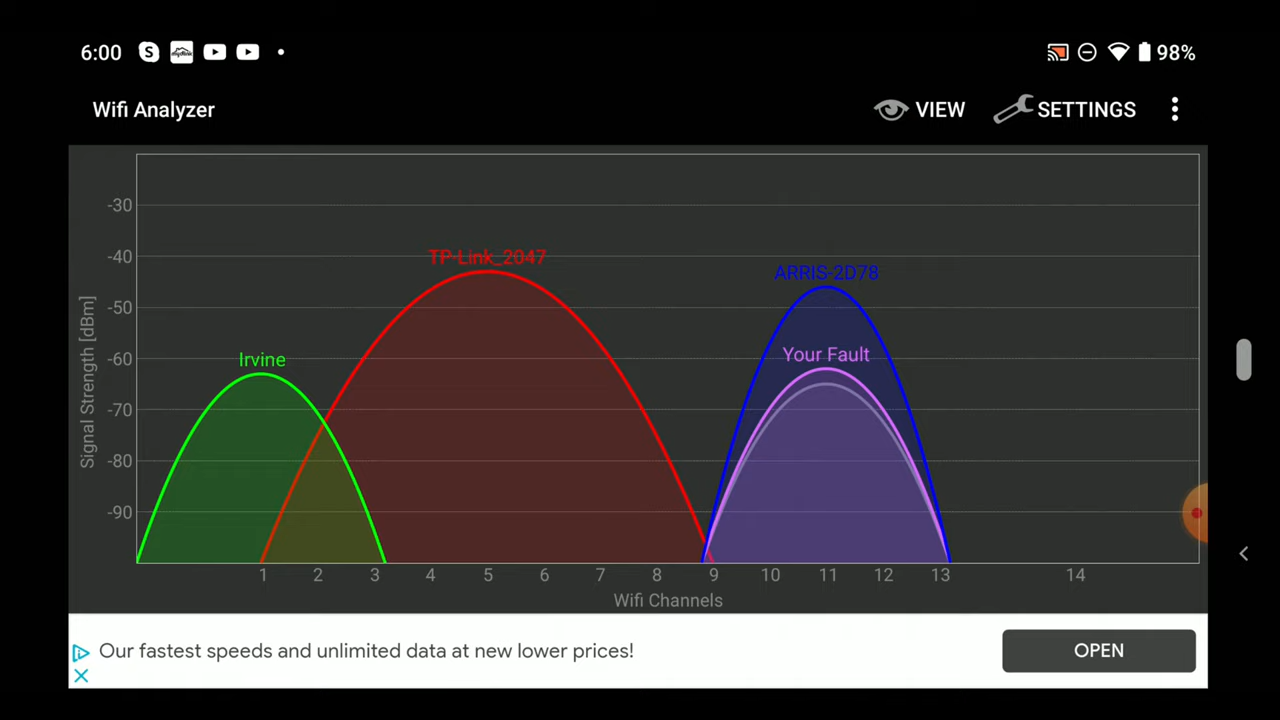 6:00 98%
Wifi Analyzer VIEW SETTINGS
-30
-40
-50
-60
-70
-80
-90
Signal Strength [dBm]
TP-Link_2047
ARRIS-2D78
Your Fault
Irvine
1 2 3 4 5 6 7 8 9 10 11 12 13 14
Wifi Channels
Our fastest speeds and unlimited data at new lower prices! OPEN